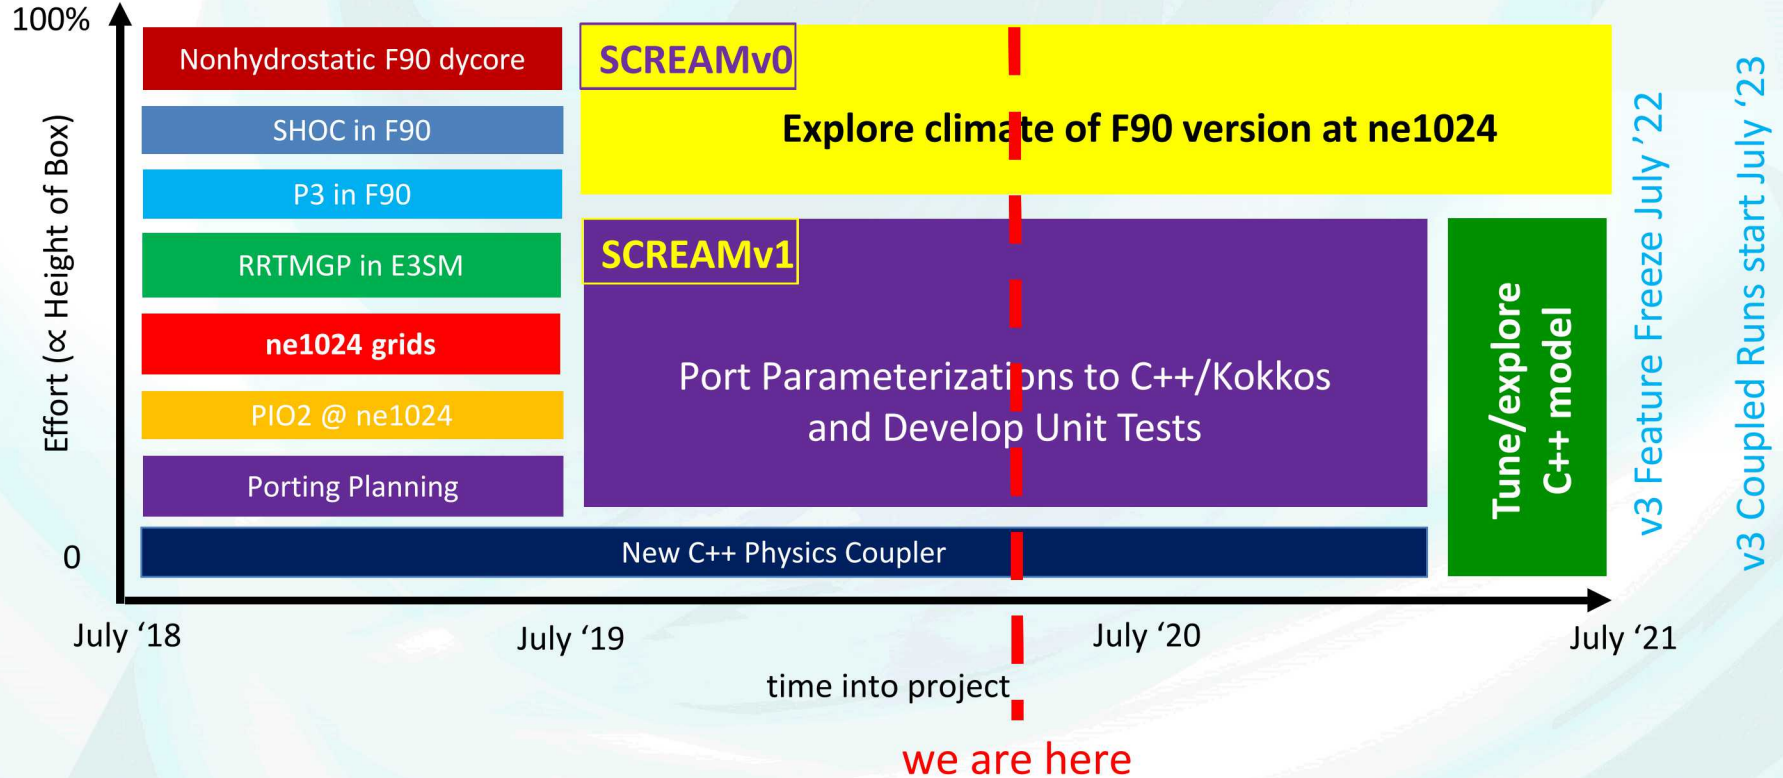 100%
Effort (∝ Height of Box)
0
Nonhydrostatic F90 dycore
SHOC in F90
P3 in F90
RRTMGP in E3SM
ne1024 grids
PIO2 @ ne1024
Porting Planning
New C++ Physics Coupler
SCREAMv0
Explore climate of F90 version at ne1024
SCREAMv1
Port Parameterizations to C++/Kokkos
and Develop Unit Tests
Tune/explore
C++ model
v3 Feature Freeze July ‘22
v3 Coupled Runs start July ‘23
July ‘18
July ‘19
July ‘20
July ‘21
time into project
we are here